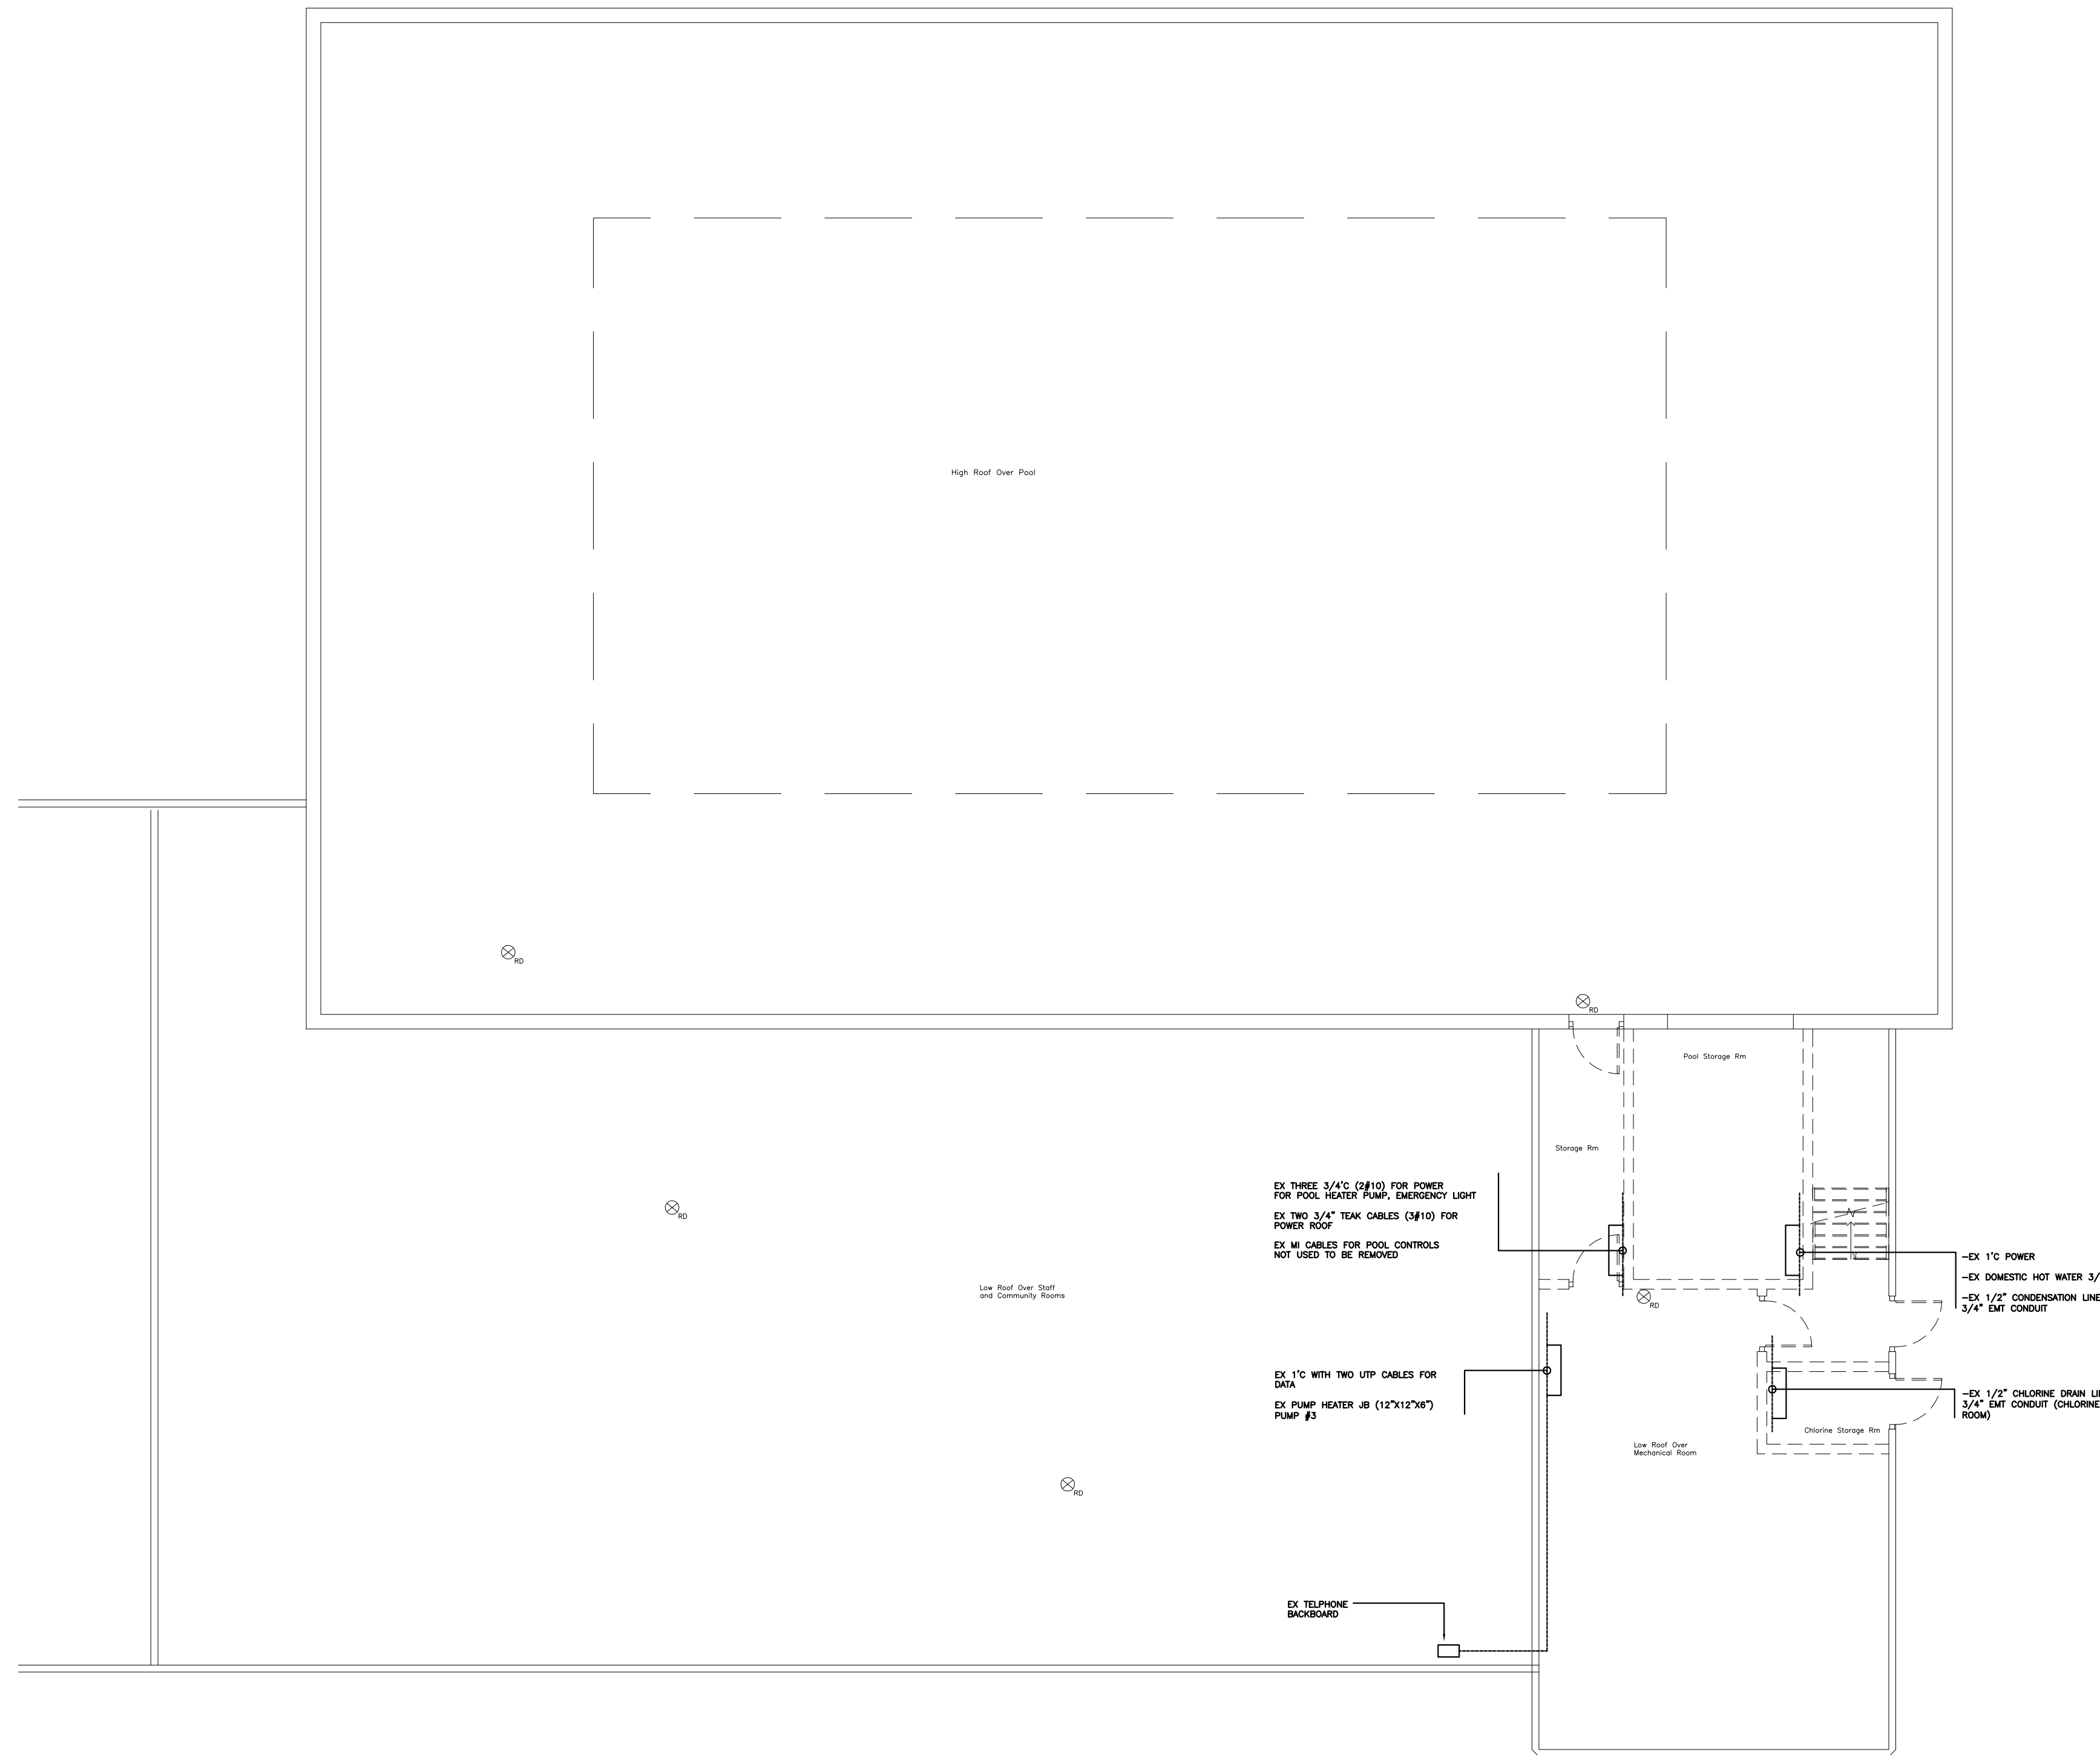 High Roof Over Pool
RD
RD
Pool Storage Rm
Storage Rm
EX THREE 3/4'C (2#10) FOR POWER
FOR POOL HEATER PUMP, EMERGENCY LIGHT
EX TWO 3/4" TEAK CABLES (3#10) FOR
POWER ROOF
EX MI CABLES FOR POOL CONTROLS
NOT USED TO BE REMOVED
RD
-EX 1'C POWER
-EX DOMESTIC HOT WATER 3/
-EX 1/2" CONDENSATION LINE
3/4" EMT CONDUIT
Low Roof Over Staff
and Community Rooms
RD
EX 1'C WITH TWO UTP CABLES FOR
DATA
EX PUMP HEATER JB (12"X12"X6")
PUMP #3
-EX 1/2" CHLORINE DRAIN
3/4" EMT CONDUIT (CHLORINE
ROOM)
Chlorine Storage Rm
Low Roof Over
Mechanical Room
RD
EX TELPHONE
BACKBOARD